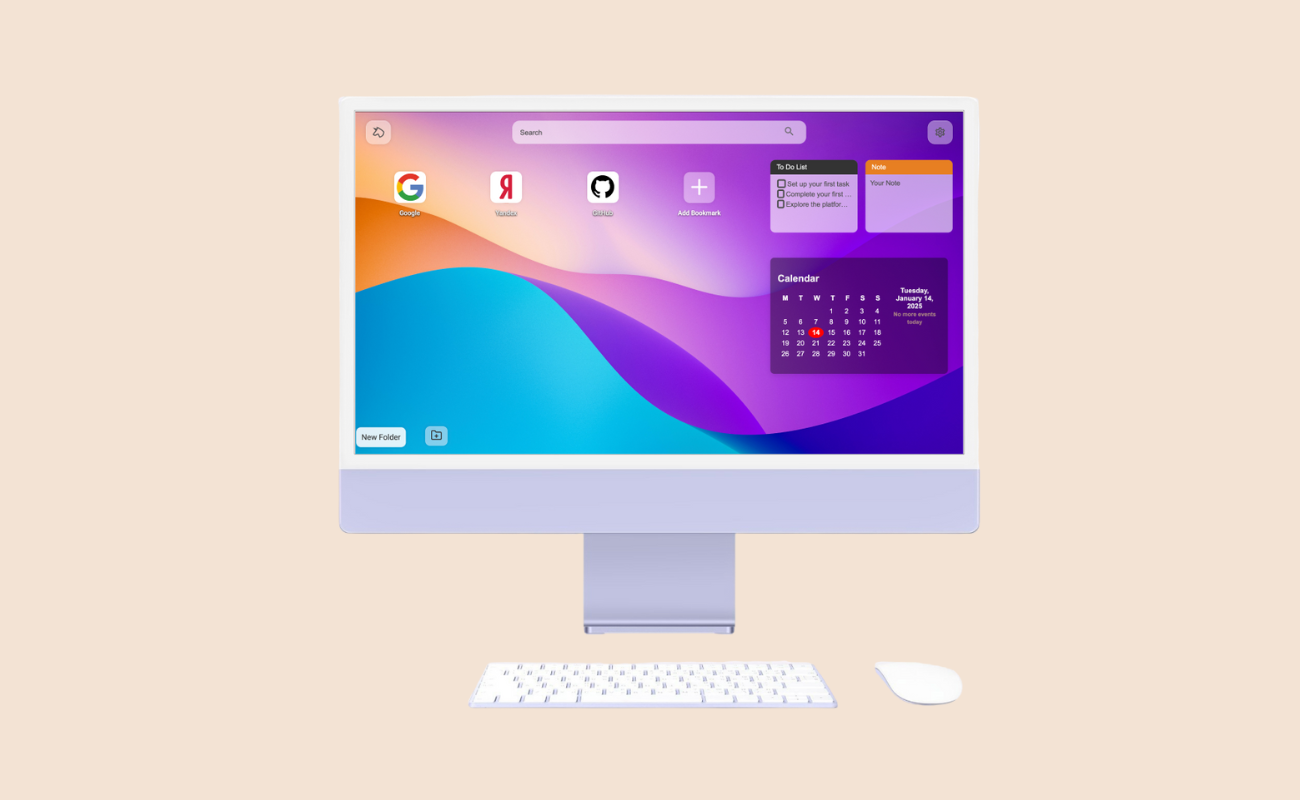 Search
Google
Yandex
GitHub
Add Bookmark
To Do List
Set up your first task
Complete your first ...
Explore the platfor...
Note
Your Note
Calendar
M T W T F S S
1 2 3 4
5 6 7 8 9 10 11
12 13 14 15 16 17 18
19 20 21 22 23 24 25
26 27 28 29 30 31
Tuesday,
January 14,
2025
No more events
today
New Folder